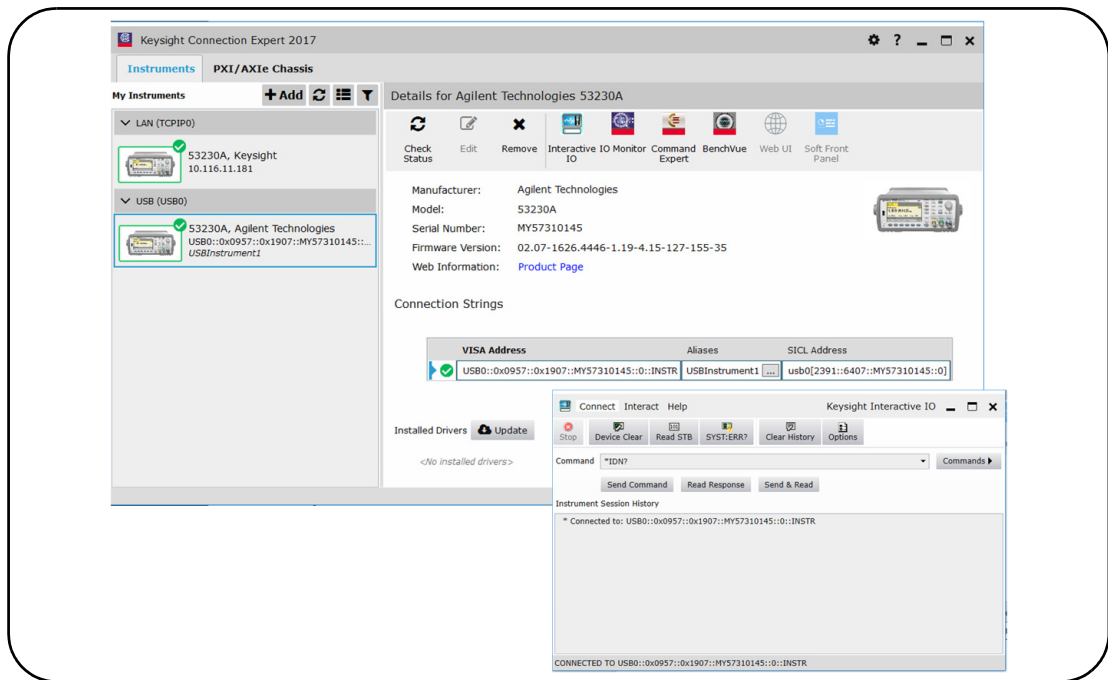 Keysight Connection Expert 2017
?
Instruments PXI/AXIe Chassis
My Instruments
+ Add
LAN (TCPIP0)
53230A, Keysight
10.116.11.181
USB (USB0)
53230A, Agilent Technologies
USB0::0x0957::0x1907::MY57310145::...
USBInstrument1
Details for Agilent Technologies 53230A
Check Status
Edit
Remove
Interactive IO
IO Monitor
Command Expert
BenchVue
Web UI
Soft Front Panel
Manufacturer: Agilent Technologies
Model: 53230A
Serial Number: MY57310145
Firmware Version: 02.07-1626.4446-1.19-4.15-127-155-35
Web Information: Product Page
Connection Strings
VISA Address Aliases SICL Address
USB0::0x0957::0x1907::MY57310145::0::INSTR USBInstrument1 ... usb0[2391::6407::MY57310145::0]
Installed Drivers Update
<No installed drivers>
Connect Interact Help Keysight Interactive IO
Stop Device Clear Read STB SYST:ERR? Clear History Options
Command *IDN? Commands
Send Command Read Response Send & Read
Instrument Session History
* Connected to: USB0::0x0957::0x1907::MY57310145::0::INSTR
CONNECTED TO USB0::0x0957::0x1907::MY57310145::0::INSTR